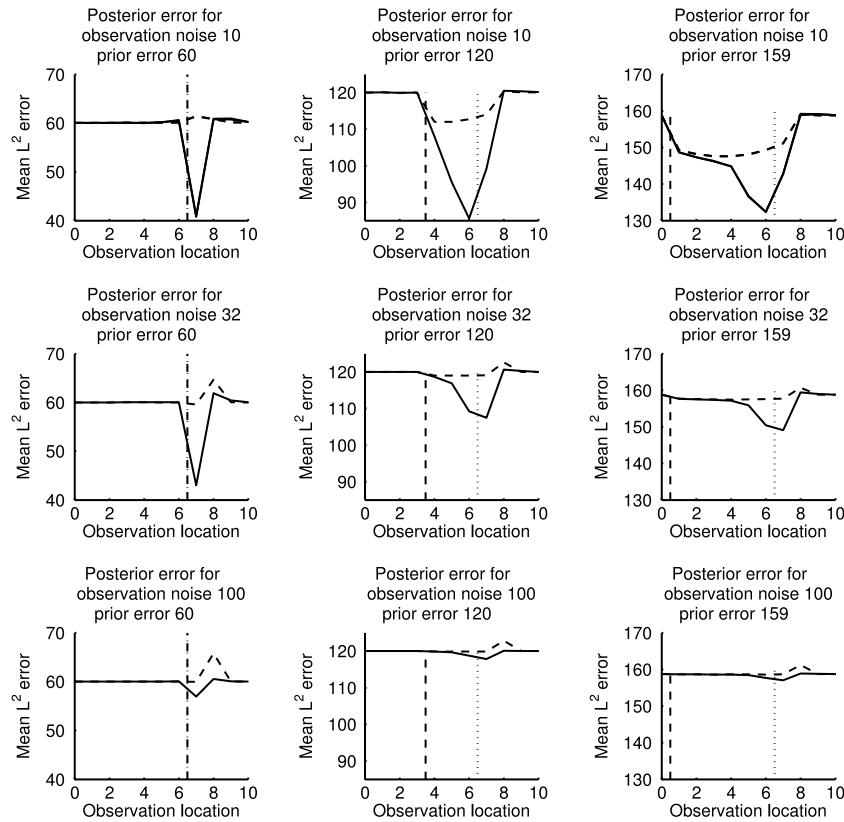 Posterior error for
observation noise 10
prior error 60
Mean L² error
70
60
50
40
0 2 4 6 8 10
Observation location
Posterior error for
observation noise 10
prior error 120
Mean L² error
120
110
100
90
0 2 4 6 8 10
Observation location
Posterior error for
observation noise 10
prior error 159
Mean L² error
170
160
150
140
130
0 2 4 6 8 10
Observation location
Posterior error for
observation noise 32
prior error 60
Mean L² error
70
60
50
40
0 2 4 6 8 10
Observation location
Posterior error for
observation noise 32
prior error 120
Mean L² error
120
110
100
90
0 2 4 6 8 10
Observation location
Posterior error for
observation noise 32
prior error 159
Mean L² error
170
160
150
140
130
0 2 4 6 8 10
Observation location
Posterior error for
observation noise 100
prior error 60
Mean L² error
70
60
50
40
0 2 4 6 8 10
Observation location
Posterior error for
observation noise 100
prior error 120
Mean L² error
120
110
100
90
0 2 4 6 8 10
Observation location
Posterior error for
observation noise 100
prior error 159
Mean L² error
170
160
150
140
130
0 2 4 6 8 10
Observation location